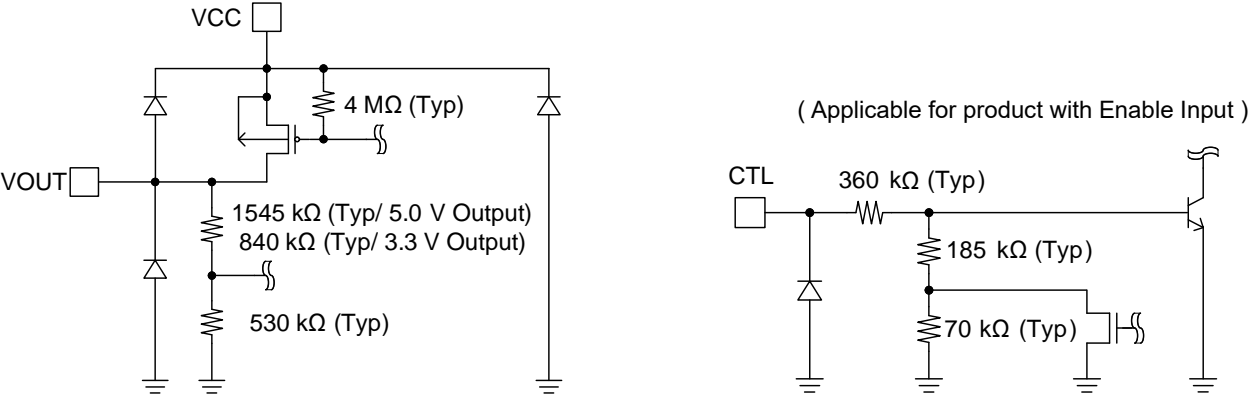 VCC
4 MΩ (Typ)
VOUT
1545 kΩ (Typ/ 5.0 V Output)
840 kΩ (Typ/ 3.3 V Output)
530 kΩ (Typ)
( Applicable for product with Enable Input )
CTL
360 kΩ (Typ)
185 kΩ (Typ)
70 kΩ (Typ)